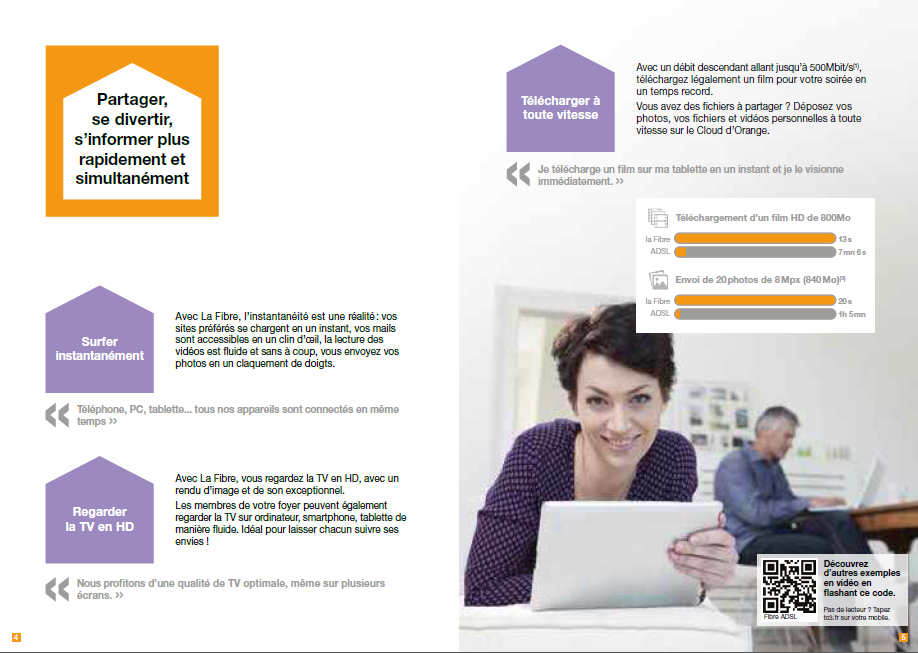 Partager,
se divertir,
s'informer plus
rapidement et
simultanément
Surfer
instantanément
Avec La Fibre, l'instantanéité est une réalité : vos
sites préférés se chargent en un instant, vos mails
sont accessibles en un clin d'œil, la lecture des
vidéos est fluide et sans à coup, vous envoyez vos
photos en un claquement de doigts.
Téléphone, PC, tablette... tous nos appareils sont connectés en même
temps >>
Regarder
la TV en HD
Avec La Fibre, vous regardez la TV en HD, avec un
rendu d'image et de son exceptionnel.
Les membres de votre foyer peuvent également
regarder la TV sur ordinateur, smartphone, tablette de
manière fluide. Idéal pour laisser chacun suivre ses
envies !
Nous profitons d'une qualité de TV optimale, même sur plusieurs
écrans. >>
4
Télécharger à
toute vitesse
Avec un débit descendant allant jusqu'à 500Mbit/s(1),
téléchargez légalement un film pour votre soirée en
un temps record.
Vous avez des fichiers à partager ? Déposez vos
photos, vos fichiers et vidéos personnelles à toute
vitesse sur le Cloud d'Orange.
Je télécharge un film sur ma tablette en un instant et je le visionne
immédiatement. >>
Téléchargement d'un film HD de 800Mo
la Fibre 13 s
ADSL 7 mn 6 s
Envoi de 20 photos de 8 Mpx (840 Mo)(2)
la Fibre 20 s
ADSL 1h 5 mn
Découvrez
d'autres exemples
en vidéo en
flashant ce code.
Pas de lecteur ? Tapez
tc3.fr sur votre mobile.
Fibre ADSL
5